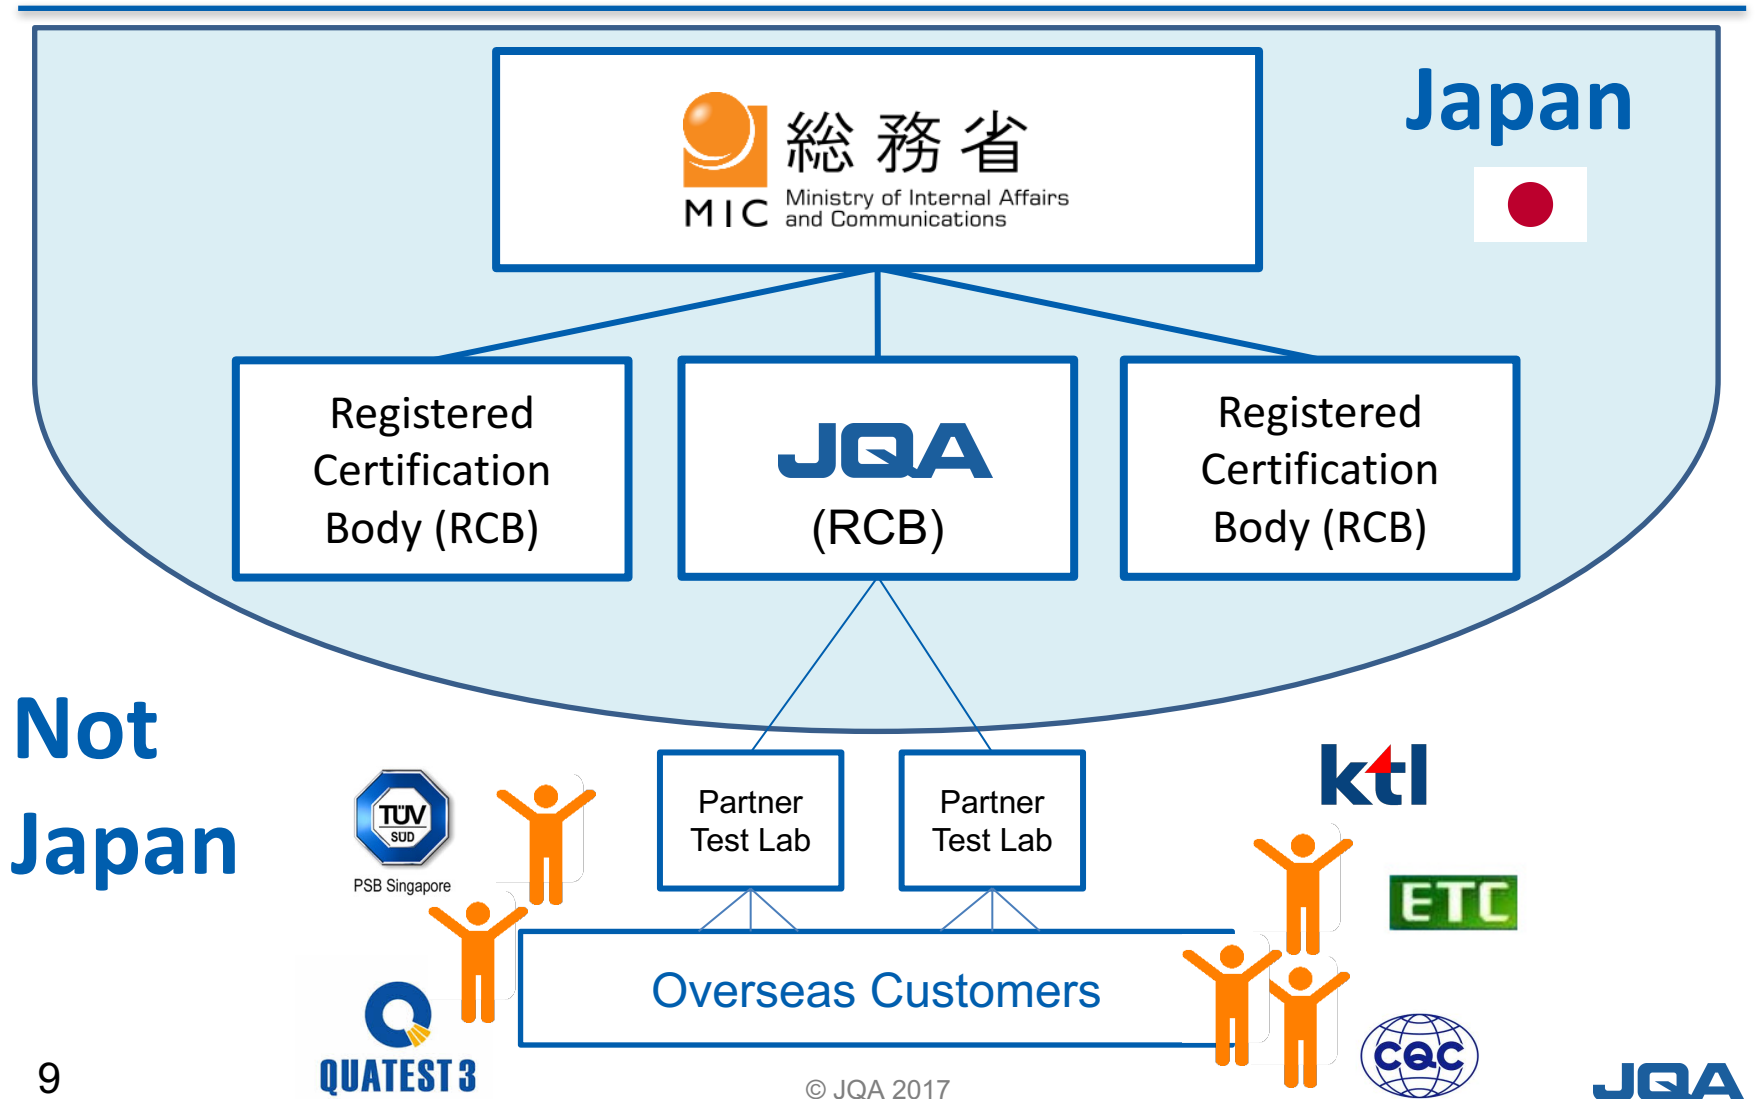 Japan
総務省
MIC
Ministry of Internal Affairs
and Communications
Registered
Certification
Body (RCB)
JQA
(RCB)
Registered
Certification
Body (RCB)
Not
Japan
TÜV
SÜD
PSB Singapore
Partner
Test Lab
Partner
Test Lab
ktl
ETC
Overseas Customers
QUATEST 3
CQC
9
© JQA 2017
JQA